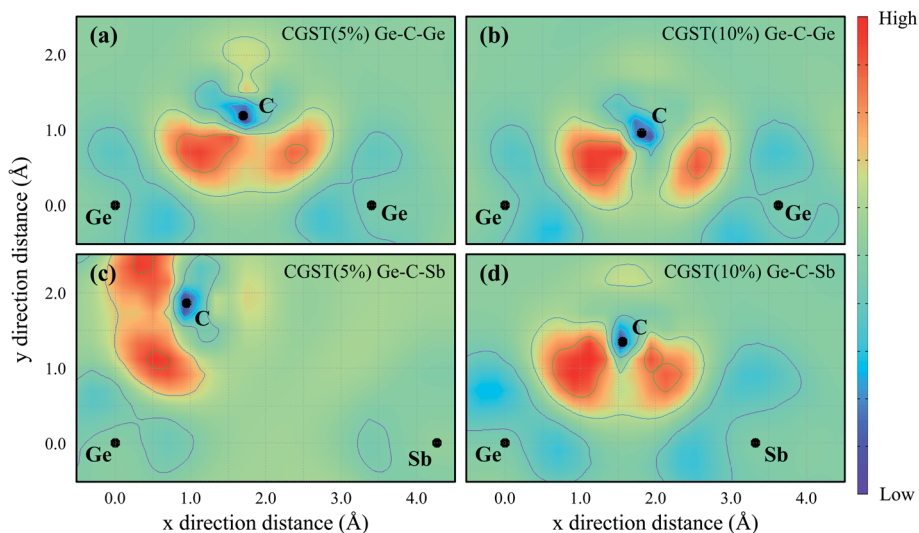 (a) CGST(5%) Ge-C-Ge
(b) CGST(10%) Ge-C-Ge
High
2.0
1.0
0.0
C
Ge
Ge
C
Ge
Ge
(c) CGST(5%) Ge-C-Sb
(d) CGST(10%) Ge-C-Sb
2.0
1.0
0.0
C
Ge
Sb
C
Ge
Sb
Low
0.0 1.0 2.0 3.0 4.0
0.0 1.0 2.0 3.0 4.0
x direction distance (Å)
x direction distance (Å)
y direction distance (Å)